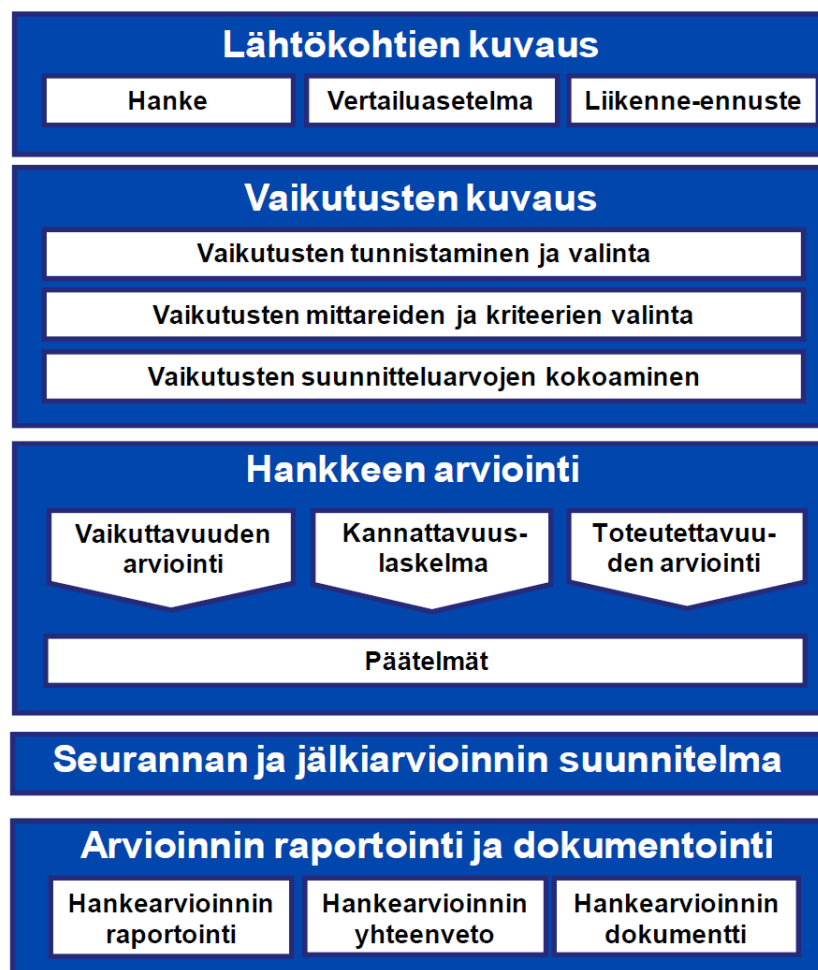 Lähtökohtien kuvaus
Hanke
Vertailuasetelma
Liikenne-ennuste
Vaikutusten kuvaus
Vaikutusten tunnistaminen ja valinta
Vaikutusten mittareiden ja kriteerien valinta
Vaikutusten suunnitteluarvojen kokoaminen
Hankkeen arviointi
Vaikuttavuuden
arviointi
Kannattavuus-
laskelma
Toteutettavuu-
den arviointi
Päätelmät
Seurannan ja jälkiarvioinnin suunnitelma
Arvioinnin raportointi ja dokumentointi
Hankearvioinnin
raportointi
Hankearvioinnin
yhteenveto
Hankearvioinnin
dokumentti